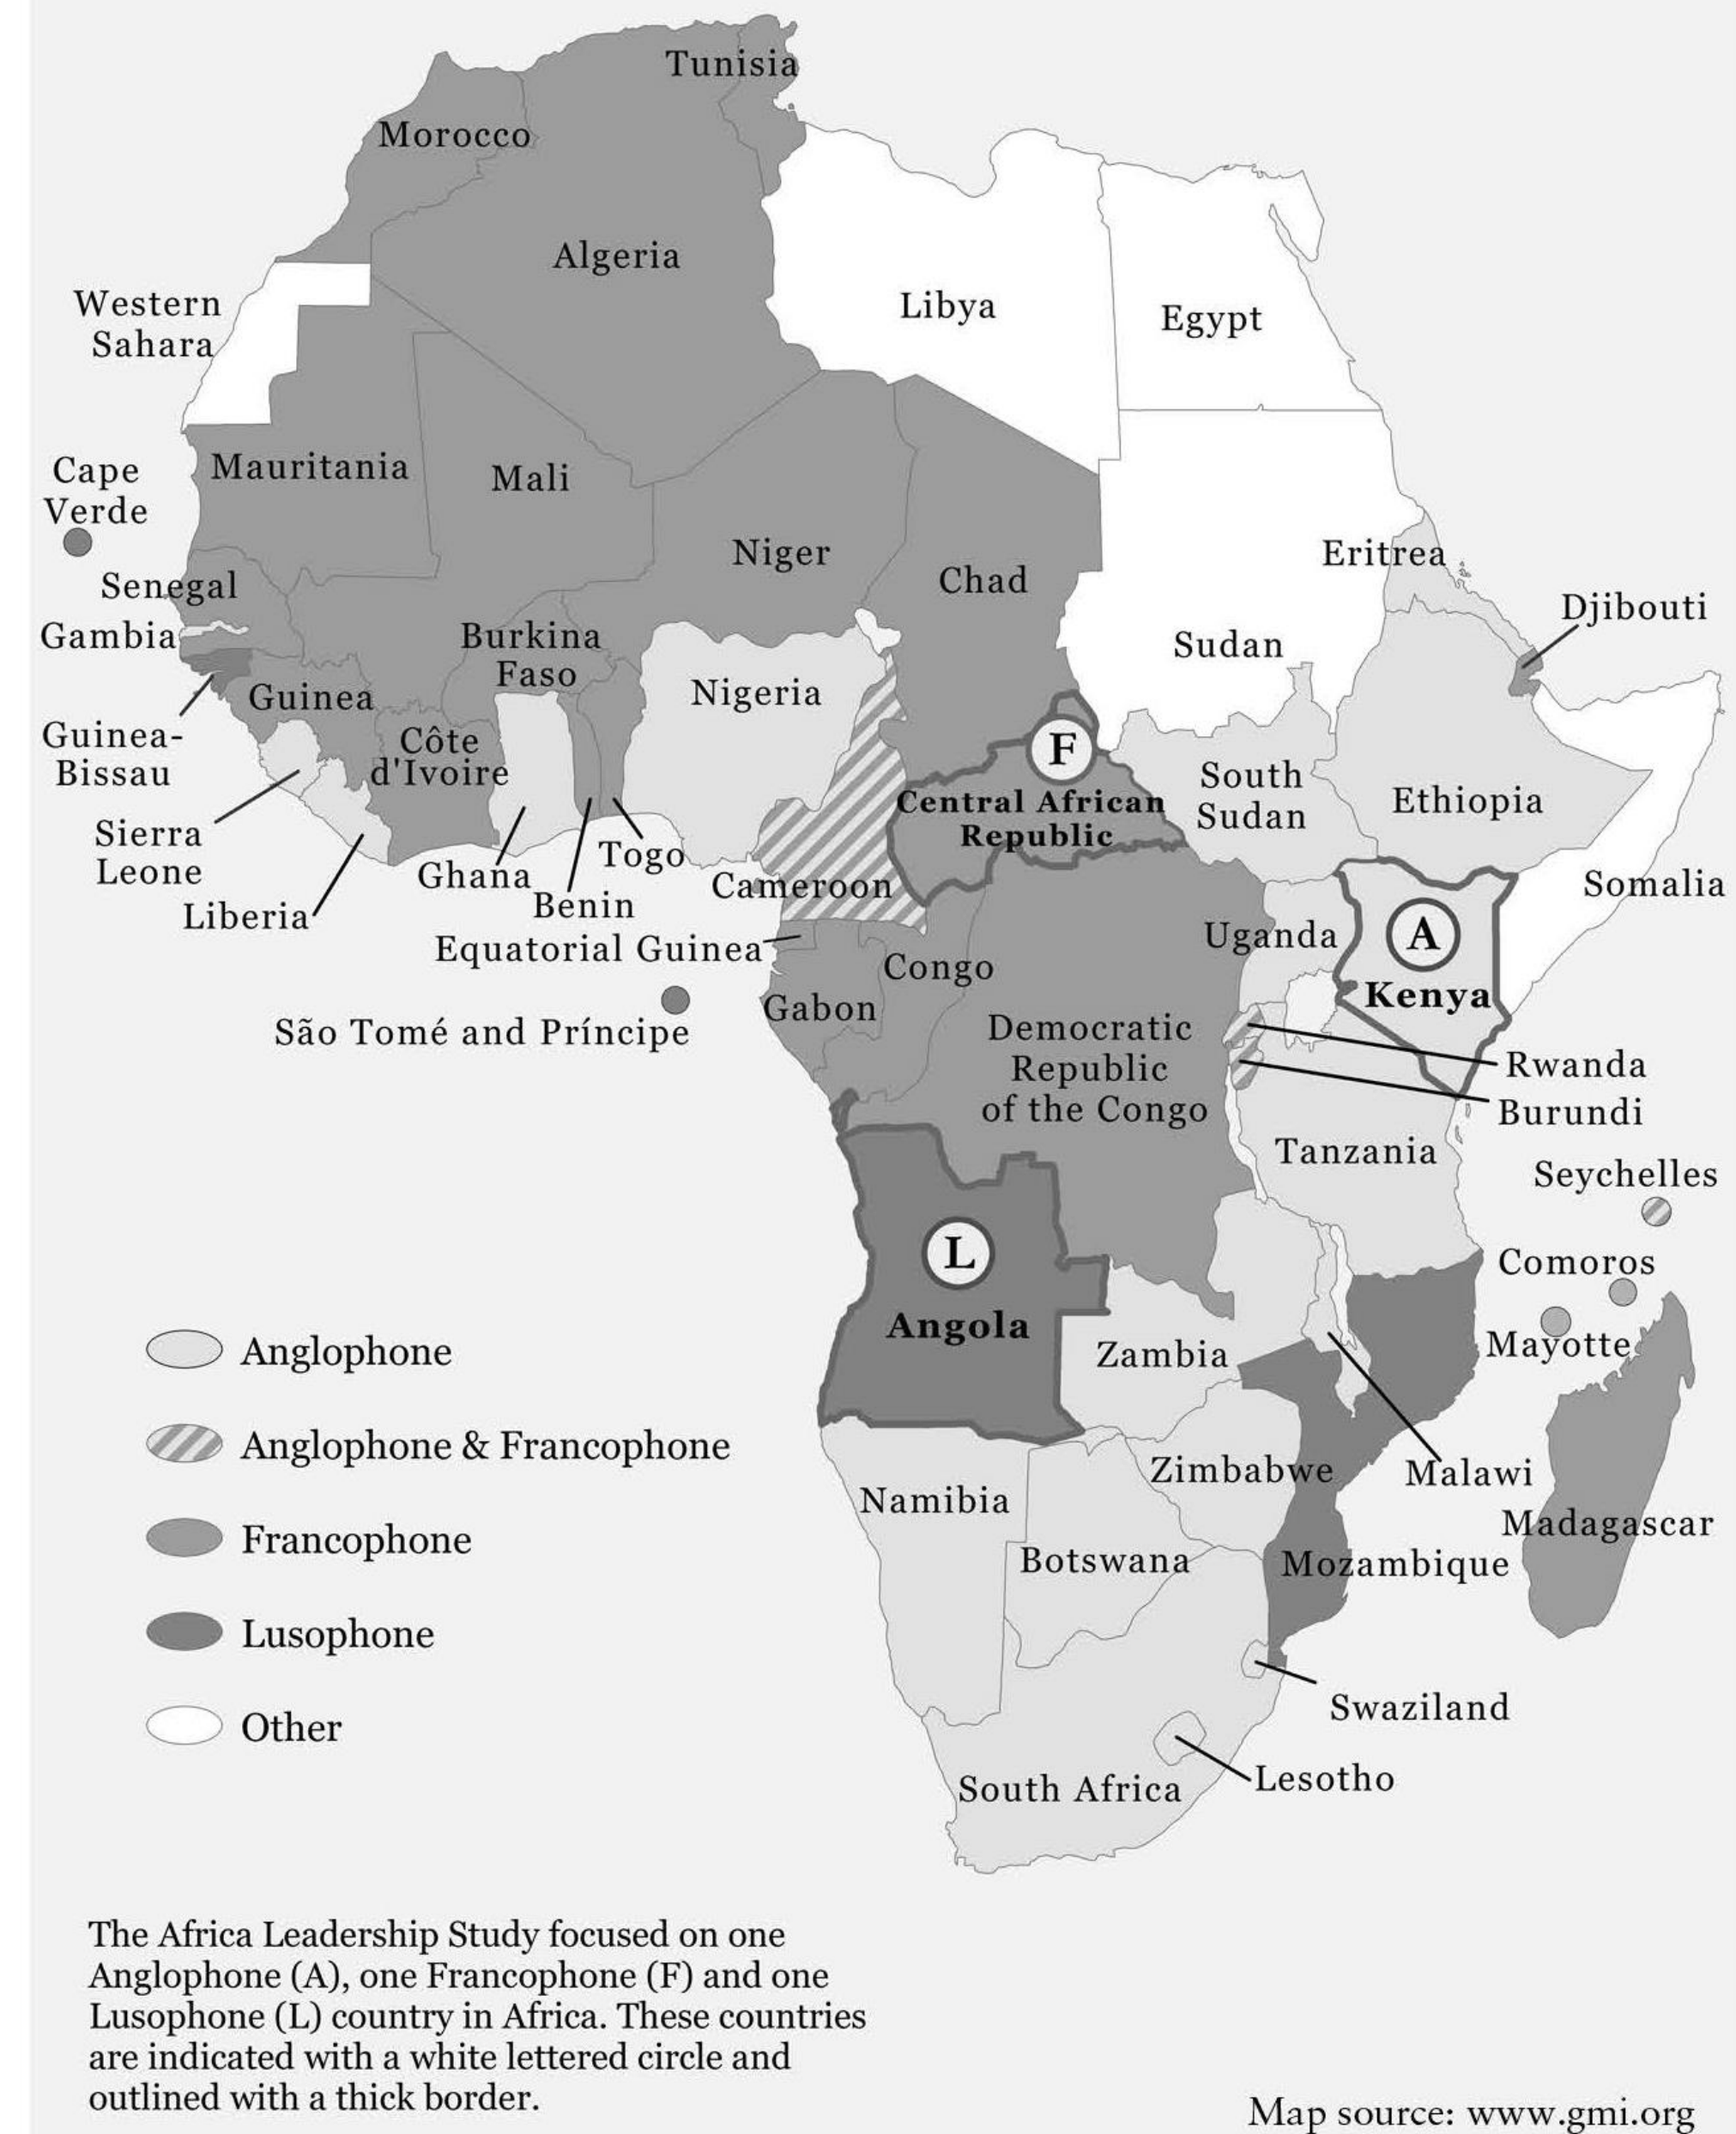 Tunisia
Morocco
Algeria
Libya
Egypt
Western
Sahara
Cape
Verde
Mauritania
Mali
Niger
Chad
Eritrea
Djibouti
Senegal
Gambia
Burkina
Faso
Sudan
Guinea
Nigeria
Guinea-
Bissau
Côte
d'Ivoire
F
Central African
Republic
South
Sudan
Ethiopia
Sierra
Leone
Liberia
Ghana
Benin
Togo
Cameroon
Somalia
Equatorial Guinea
Congo
Uganda
A
Kenya
São Tomé and Príncipe
Gabon
Democratic
Republic
of the Congo
Rwanda
Burundi
Tanzania
Seychelles
L
Angola
Comoros
Mayotte
Zambia
Zimbabwe
Malawi
Namibia
Botswana
Mozambique
Madagascar
Swaziland
Lesotho
South Africa
Anglophone
Anglophone & Francophone
Francophone
Lusophone
Other
The Africa Leadership Study focused on one
Anglophone (A), one Francophone (F) and one
Lusophone (L) country in Africa. These countries
are indicated with a white lettered circle and
outlined with a thick border.
Map source: www.gmi.org